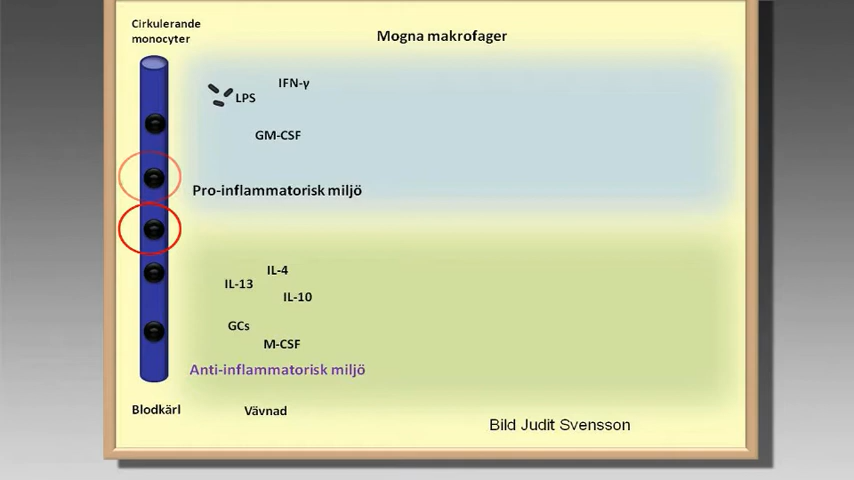 Cirkulerande
monocyter
Mogna makrofager
IFN-γ
LPS
GM-CSF
Pro-inflammatorisk miljö
IL-4
IL-13
IL-10
GCs
M-CSF
Anti-inflammatorisk miljö
Blodkärl
Vävnad
Bild Judit Svensson